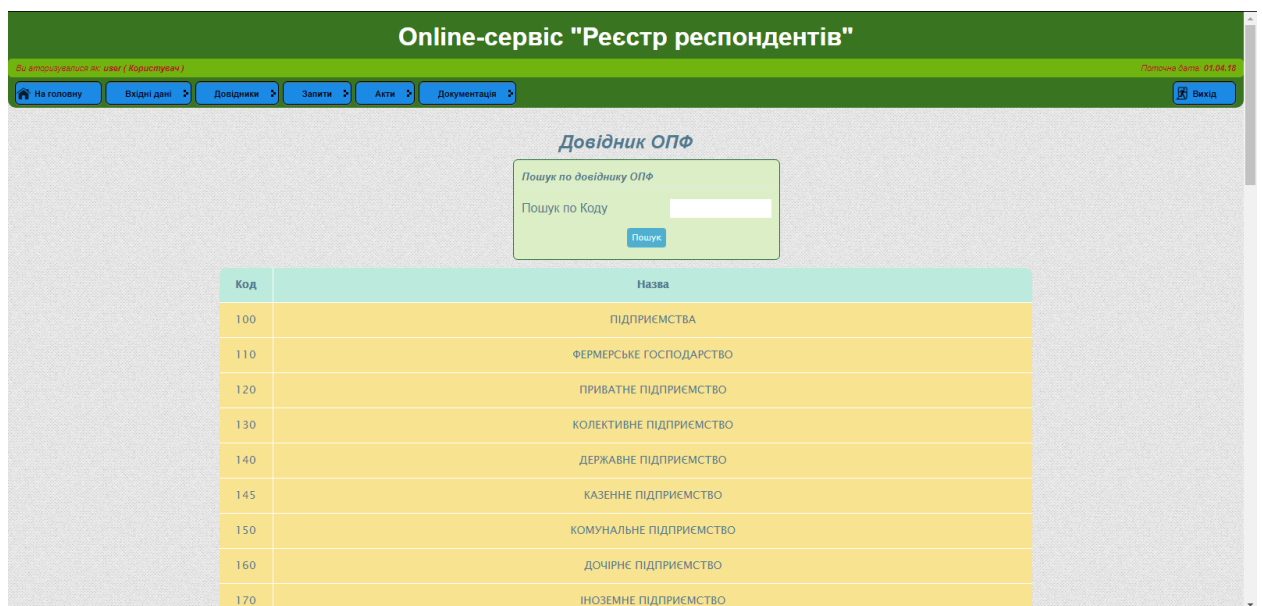 Online-сервіс "Реєстр респондентів"
Ви авторизувалися як: user ( Користувач )
Поточна дата: 01.04.18
На головну
Вхідні дані
Довідники
Запити
Акти
Документація
Вихід
Довідник ОПФ
Пошук по довіднику ОПФ
Пошук по Коду
Пошук
Код Назва
100 ПІДПРИЄМСТВА
110 ФЕРМЕРСЬКЕ ГОСПОДАРСТВО
120 ПРИВАТНЕ ПІДПРИЄМСТВО
130 КОЛЕКТИВНЕ ПІДПРИЄМСТВО
140 ДЕРЖАВНЕ ПІДПРИЄМСТВО
145 КАЗЕННЕ ПІДПРИЄМСТВО
150 КОМУНАЛЬНЕ ПІДПРИЄМСТВО
160 ДОЧІРНЄ ПІДПРИЄМСТВО
170 ІНОЗЕМНЕ ПІДПРИЄМСТВО